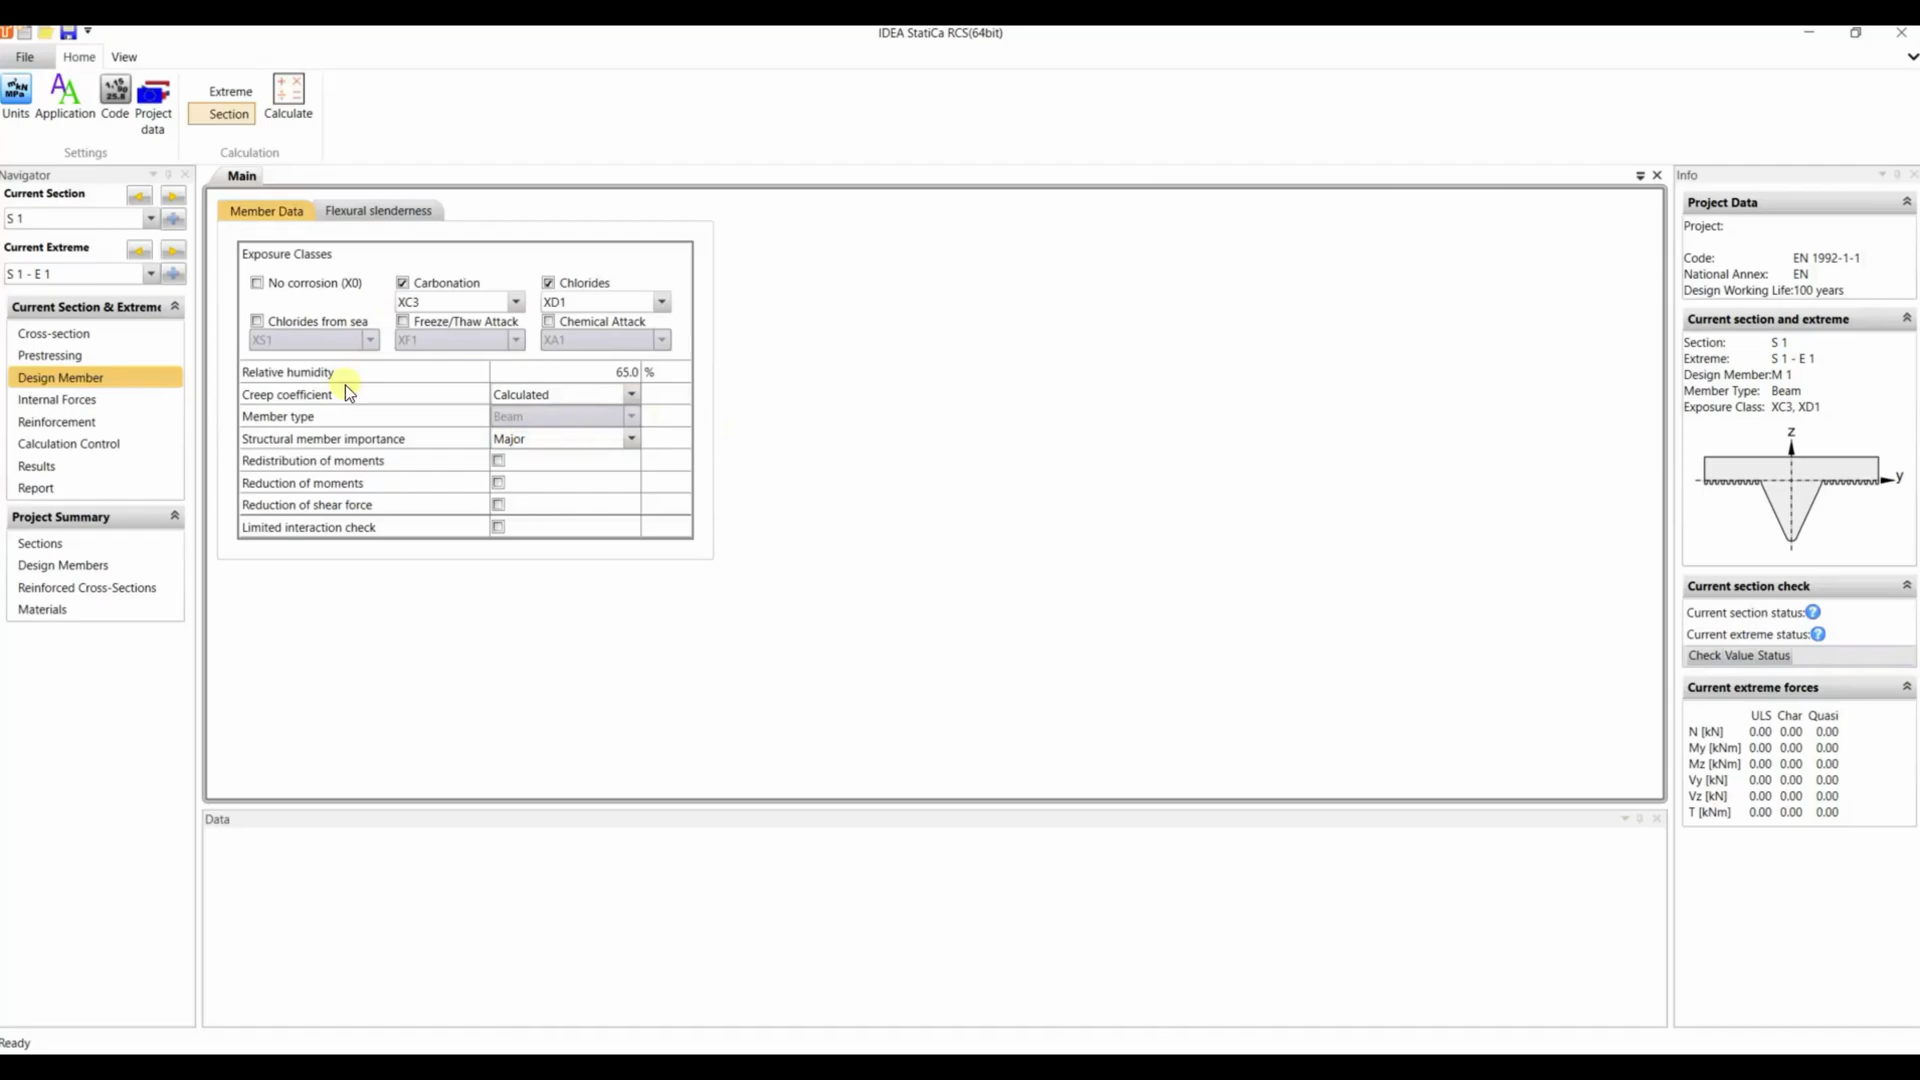 IDEA StatiCa RCS(64bit)
File Home View
Units Application Code Project data
Extreme
Section
Calculate
Settings Calculation
Navigator
Current Section
S 1
Current Extreme
S 1 - E 1
Current Section & Extreme
Cross-section
Prestressing
Design Member
Internal Forces
Reinforcement
Calculation Control
Results
Report
Project Summary
Sections
Design Members
Reinforced Cross-Sections
Materials
Main
Member Data Flexural slenderness
Exposure Classes
No corrosion (X0) Carbonation Chlorides
XC3 XD1
Chlorides from sea Freeze/Thaw Attack Chemical Attack
XS1 XF1 XA1
Relative humidity 65.0 %
Creep coefficient Calculated
Member type Beam
Structural member importance Major
Redistribution of moments
Reduction of moments
Reduction of shear force
Limited interaction check
Data
Info
Project Data
Project:
Code: EN 1992-1-1
National Annex: EN
Design Working Life:100 years
Current section and extreme
Section: S 1
Extreme: S 1 - E 1
Design Member:M 1
Member Type: Beam
Exposure Class: XC3, XD1
z
y
Current section check
Current section status:
Current extreme status:
Check Value Status
Current extreme forces
ULS Char Quasi
N [kN] 0.00 0.00 0.00
My [kNm] 0.00 0.00 0.00
Mz [kNm] 0.00 0.00 0.00
Vy [kN] 0.00 0.00 0.00
Vz [kN] 0.00 0.00 0.00
T [kNm] 0.00 0.00 0.00
Ready